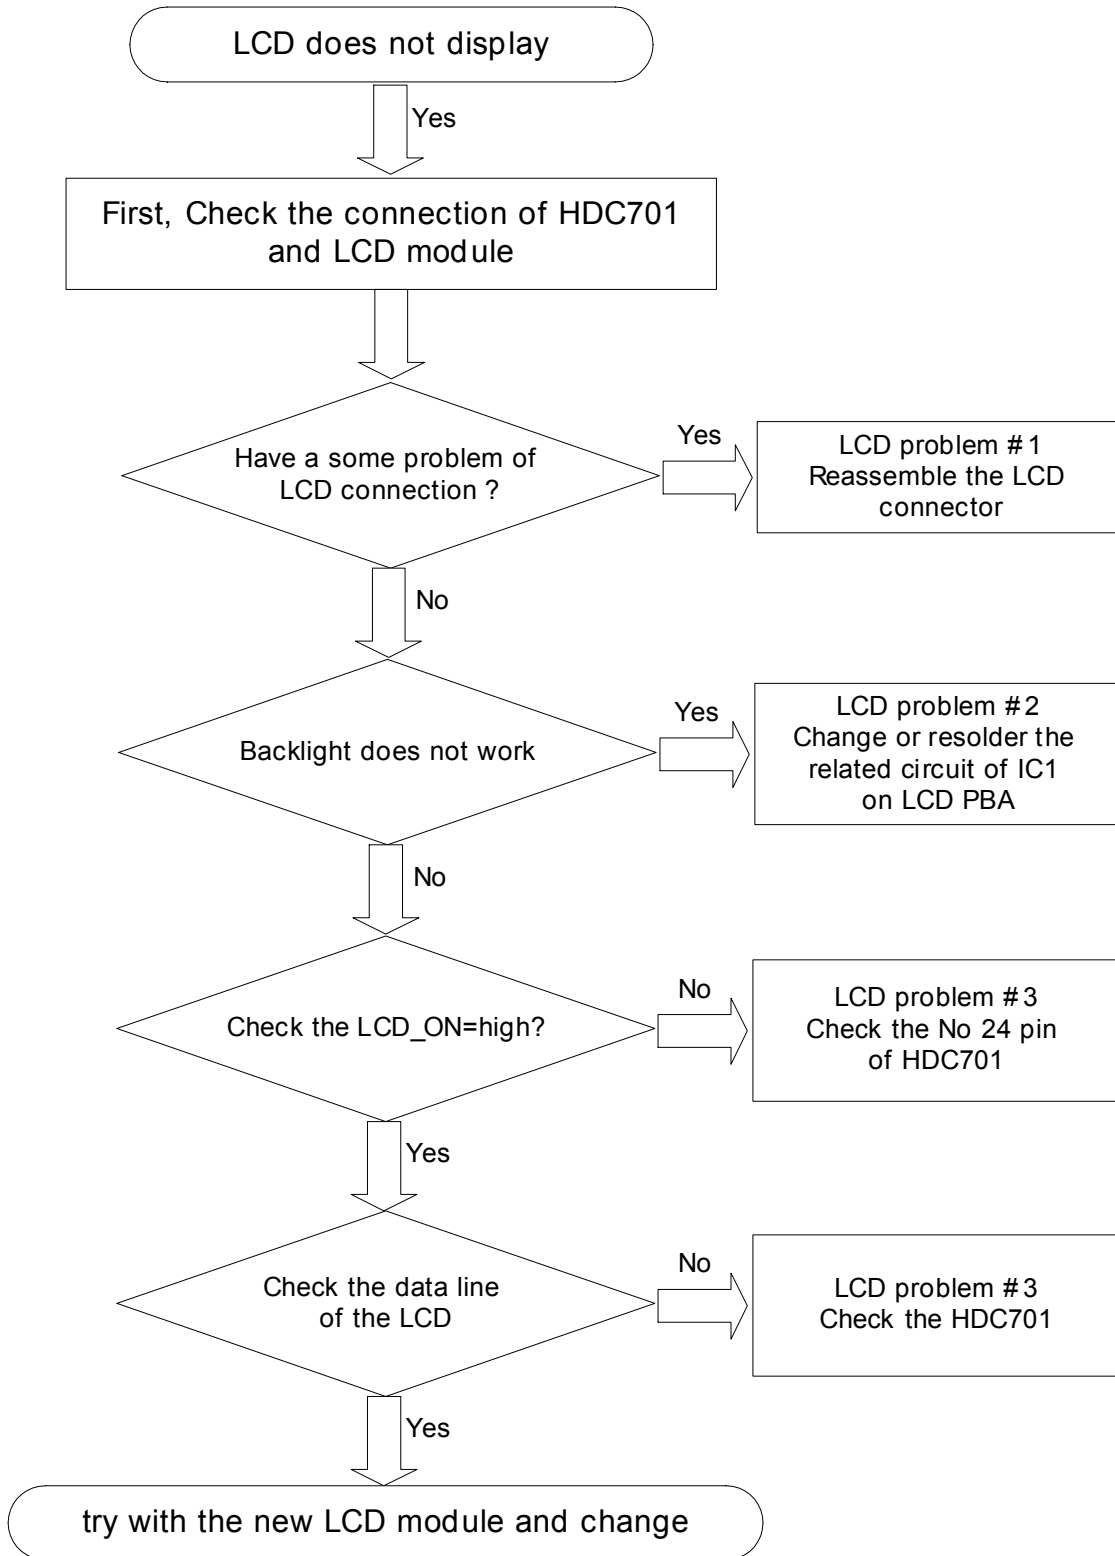 LCD does not display
Yes
First, Check the connection of HDC701
and LCD module
Have a some problem of
LCD connection ?
Yes
LCD problem #1
Reassemble the LCD
connector
No
Backlight does not work
Yes
LCD problem #2
Change or resolder the
related circuit of IC1
on LCD PBA
No
Check the LCD_ON=high?
No
LCD problem #3
Check the No 24 pin
of HDC701
Yes
Check the data line
of the LCD
No
LCD problem #3
Check the HDC701
Yes
try with the new LCD module and change